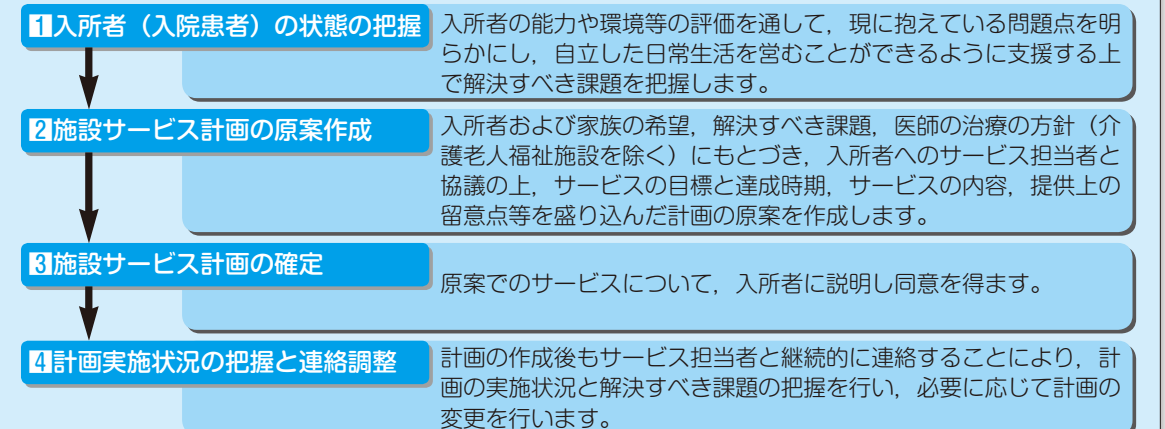 1入所者（入院患者）の状態の把握
入所者の能力や環境等の評価を通して，現に抱えている問題点を明
らかにし，自立した日常生活を営むことができるように支援する上
で解決すべき課題を把握します。
2施設サービス計画の原案作成
入所者および家族の希望，解決すべき課題，医師の治療の方針（介
護老人福祉施設を除く）にもとづき，入所者へのサービス担当者と
協議の上，サービスの目標と達成時期，サービスの内容，提供上の
留意点等を盛り込んだ計画の原案を作成します。
3施設サービス計画の確定
原案でのサービスについて，入所者に説明し同意を得ます。
4計画実施状況の把握と連絡調整
計画の作成後もサービス担当者と継続的に連絡することにより，計
画の実施状況と解決すべき課題の把握を行い，必要に応じて計画の
変更を行います。